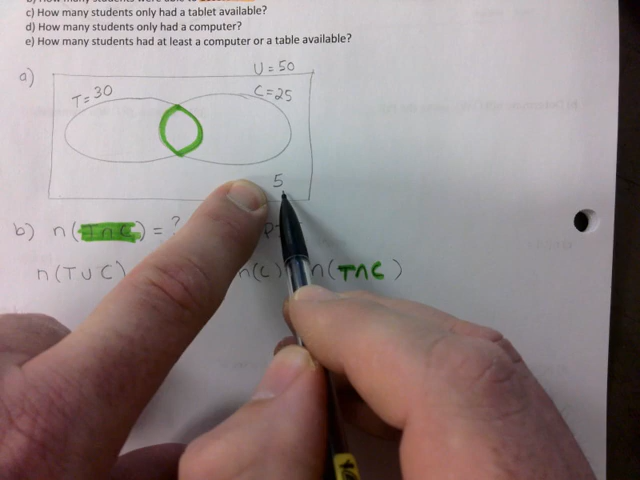 c) How many students only had a tablet available?
d) How many students only had a computer?
e) How many students had at least a computer or a table available?
a)
U = 50
T = 30
C = 25
5
b) n(T∩C) = ?
n(T∪C) n(C) n(T∩C)